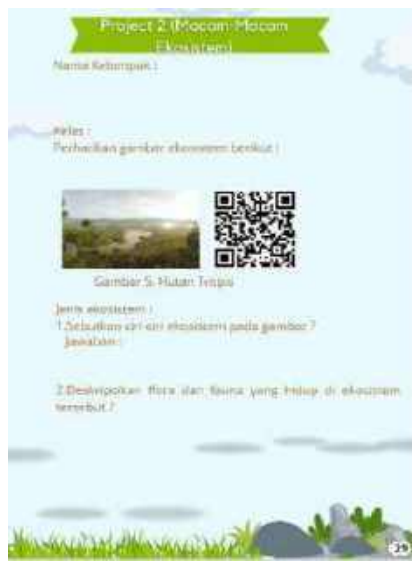 Project 2 (Macam-Macam
Ekosistem)
Nama Kelompok :
Kelas :
Perhatikan gambar ekosistem berikut !
Gambar 5. Hutan Tropis
Jenis ekosistem :
1.Sebutkan ciri-ciri ekosistem pada gambar ?
Jawaban :
2.Deskripsikan flora dan fauna yang hidup di ekosistem
tersebut ?
29